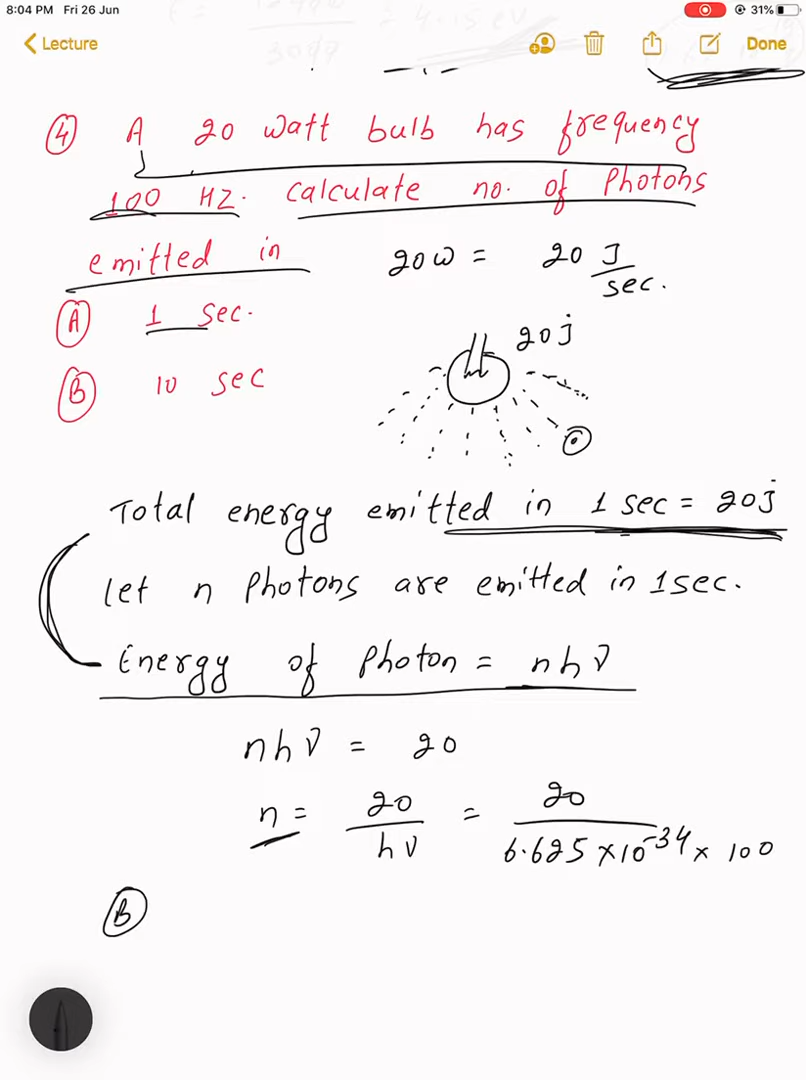 8:04 PM Fri 26 Jun 31%
Lecture Done
④ A 20 watt bulb has frequency
100 HZ. Calculate no. of Photons
emitted in 20W = 20 J/sec.
Ⓐ 1 sec. 20j
Ⓑ 10 sec
Total energy emitted in 1 sec = 20j
Let n Photons are emitted in 1sec.
Energy of Photon = nhν
nhν = 20
n = 20/hν = 20/6.625 × 10⁻³⁴ × 100
Ⓑ